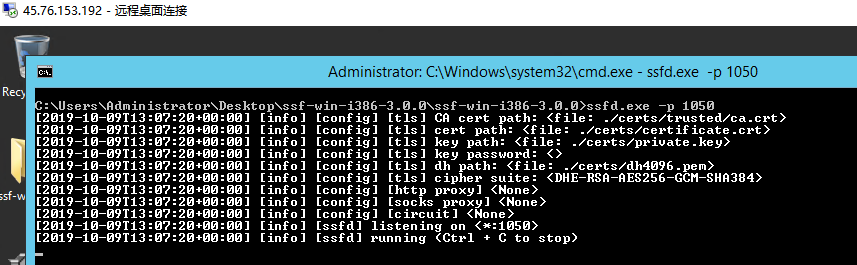 45.76.153.192 - 远程桌面连接
Recy
Administrator: C:\Windows\system32\cmd.exe - ssfd.exe  -p 1050
C:\Users\Administrator\Desktop\ssf-win-i386-3.0.0\ssf-win-i386-3.0.0>ssfd.exe -p 1050
[2019-10-09T13:07:20+00:00] [info] [config] [tls] CA cert path: <file: ./certs/trusted/ca.crt>
[2019-10-09T13:07:20+00:00] [info] [config] [tls] cert path: <file: ./certs/certificate.crt>
[2019-10-09T13:07:20+00:00] [info] [config] [tls] key path: <file: ./certs/private.key>
[2019-10-09T13:07:20+00:00] [info] [config] [tls] key password: <>
[2019-10-09T13:07:20+00:00] [info] [config] [tls] dh path: <file: ./certs/dh4096.pem>
[2019-10-09T13:07:20+00:00] [info] [config] [tls] cipher suite: <DHE-RSA-AES256-GCM-SHA384>
[2019-10-09T13:07:20+00:00] [info] [config] [http proxy] <None>
[2019-10-09T13:07:20+00:00] [info] [config] [socks proxy] <None>
[2019-10-09T13:07:20+00:00] [info] [config] [circuit] <None>
[2019-10-09T13:07:20+00:00] [info] [ssfd] listening on <*:1050>
[2019-10-09T13:07:20+00:00] [info] [ssfd] running (Ctrl + C to stop)
ssf-w